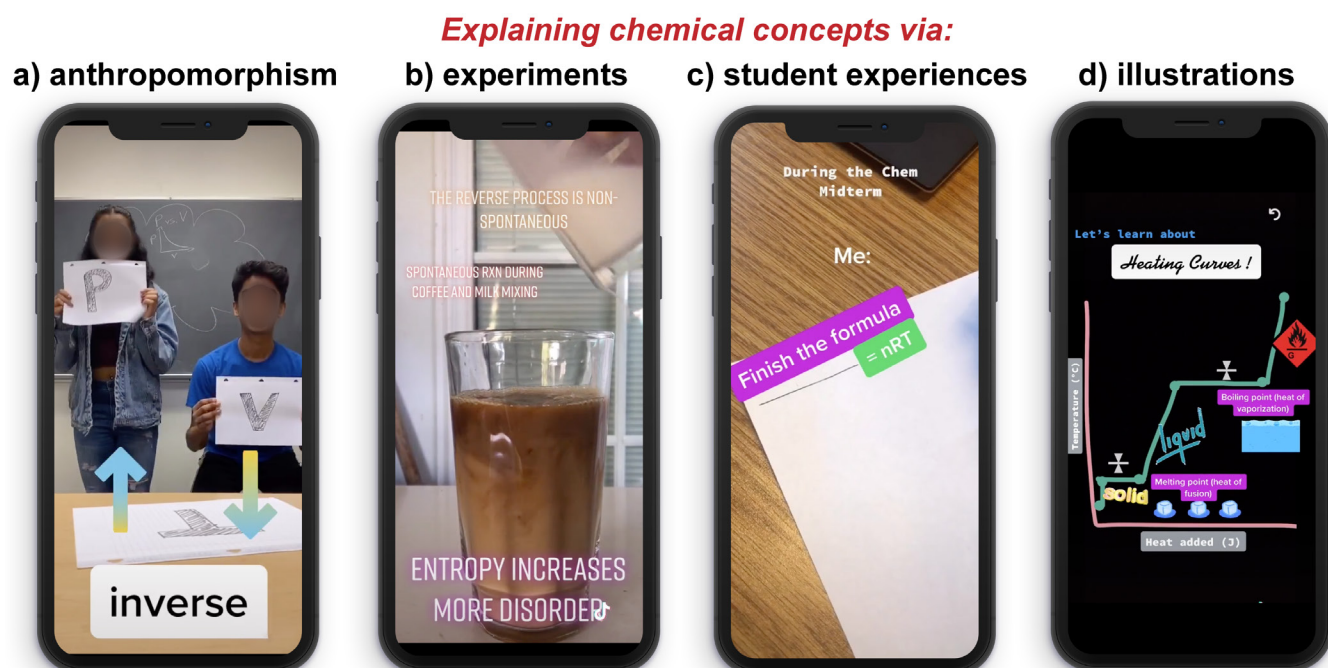 Explaining chemical concepts via:
a) anthropomorphism
b) experiments
c) student experiences
d) illustrations
P vs. V
P
V
P
V
T
inverse
THE REVERSE PROCESS IS NON-
SPONTANEOUS
SPONTANEOUS RXN DURING
COFFEE AND MILK MIXING
ENTROPY INCREASES
MORE DISORDER
During the Chem
Midterm
Me:
Finish the formula
= nRT
Let's learn about
Heating Curves !
Temperature (°C)
G
Boiling point (heat of
vaporization)
liquid
solid
Melting point (heat of
fusion)
Heat added (J)